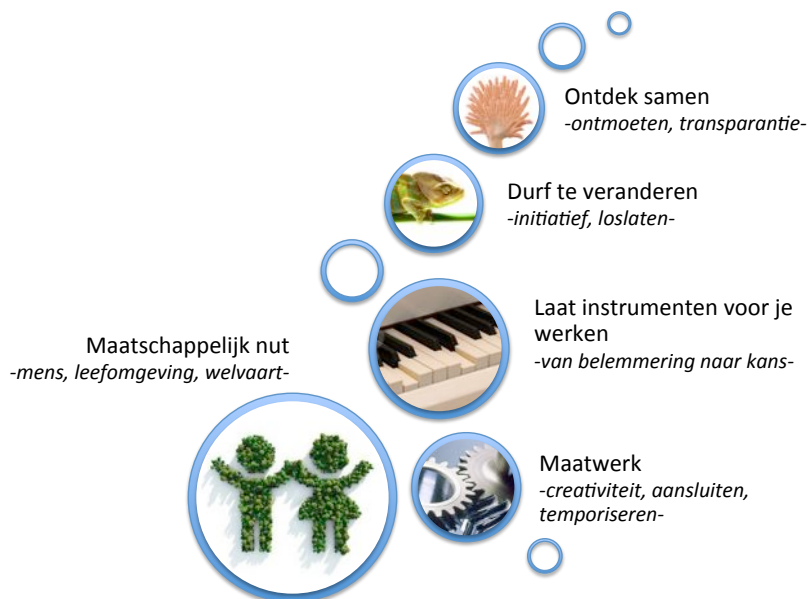 Ontdek samen
-ontmoeten, transparantie-
Durf te veranderen
-initiatief, loslaten-
Laat instrumenten voor je
werken
-van belemmering naar kans-
Maatschappelijk nut
-mens, leefomgeving, welvaart-
Maatwerk
-creativiteit, aansluiten,
temporiseren-